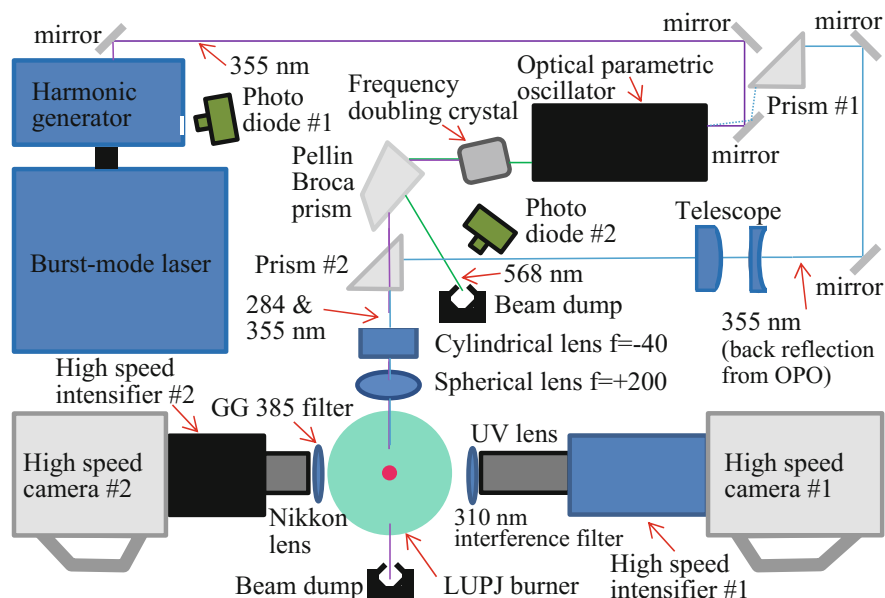 mirror
mirror
mirror
355 nm
Harmonic
generator
Photo
diode #1
Frequency
doubling
crystal
Optical parametric
oscillator
Prism #1
mirror
Pellin
Broca
prism
Burst-mode laser
Photo
diode #2
Telescope
Prism #2
568 nm
mirror
284 &
355 nm
Beam dump
355 nm
(back reflection
from OPO)
Cylindrical lens f=-40
Spherical lens f=+200
High speed
intensifier #2
GG 385 filter
UV lens
High speed
camera #2
High speed
camera #1
Nikkon
lens
310 nm
interference filter
High speed
intensifier #1
Beam dump
LUPJ burner